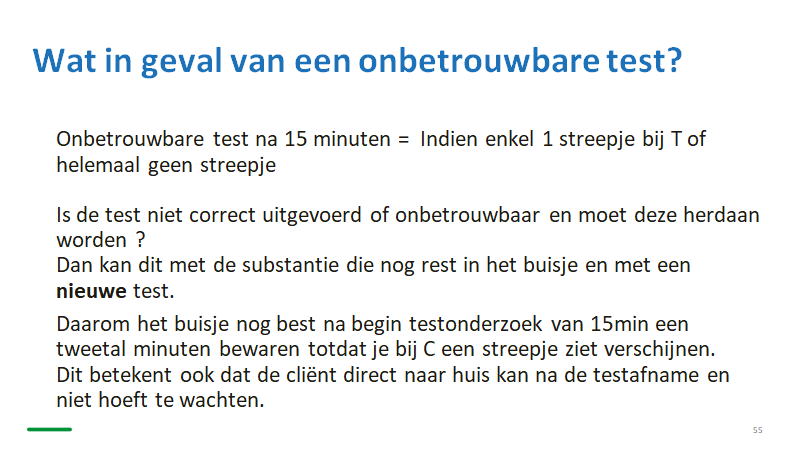 Wat in geval van een onbetrouwbare test?
Onbetrouwbare test na 15 minuten = Indien enkel 1 streepje bij T of
helemaal geen streepje
Is de test niet correct uitgevoerd of onbetrouwbaar en moet deze herdaan
worden ?
Dan kan dit met de substantie die nog rest in het buisje en met een
nieuwe test.
Daarom het buisje nog best na begin testonderzoek van 15min een
tweetal minuten bewaren totdat je bij C een streepje ziet verschijnen.
Dit betekent ook dat de cliënt direct naar huis kan na de testafname en
niet hoeft te wachten.
55